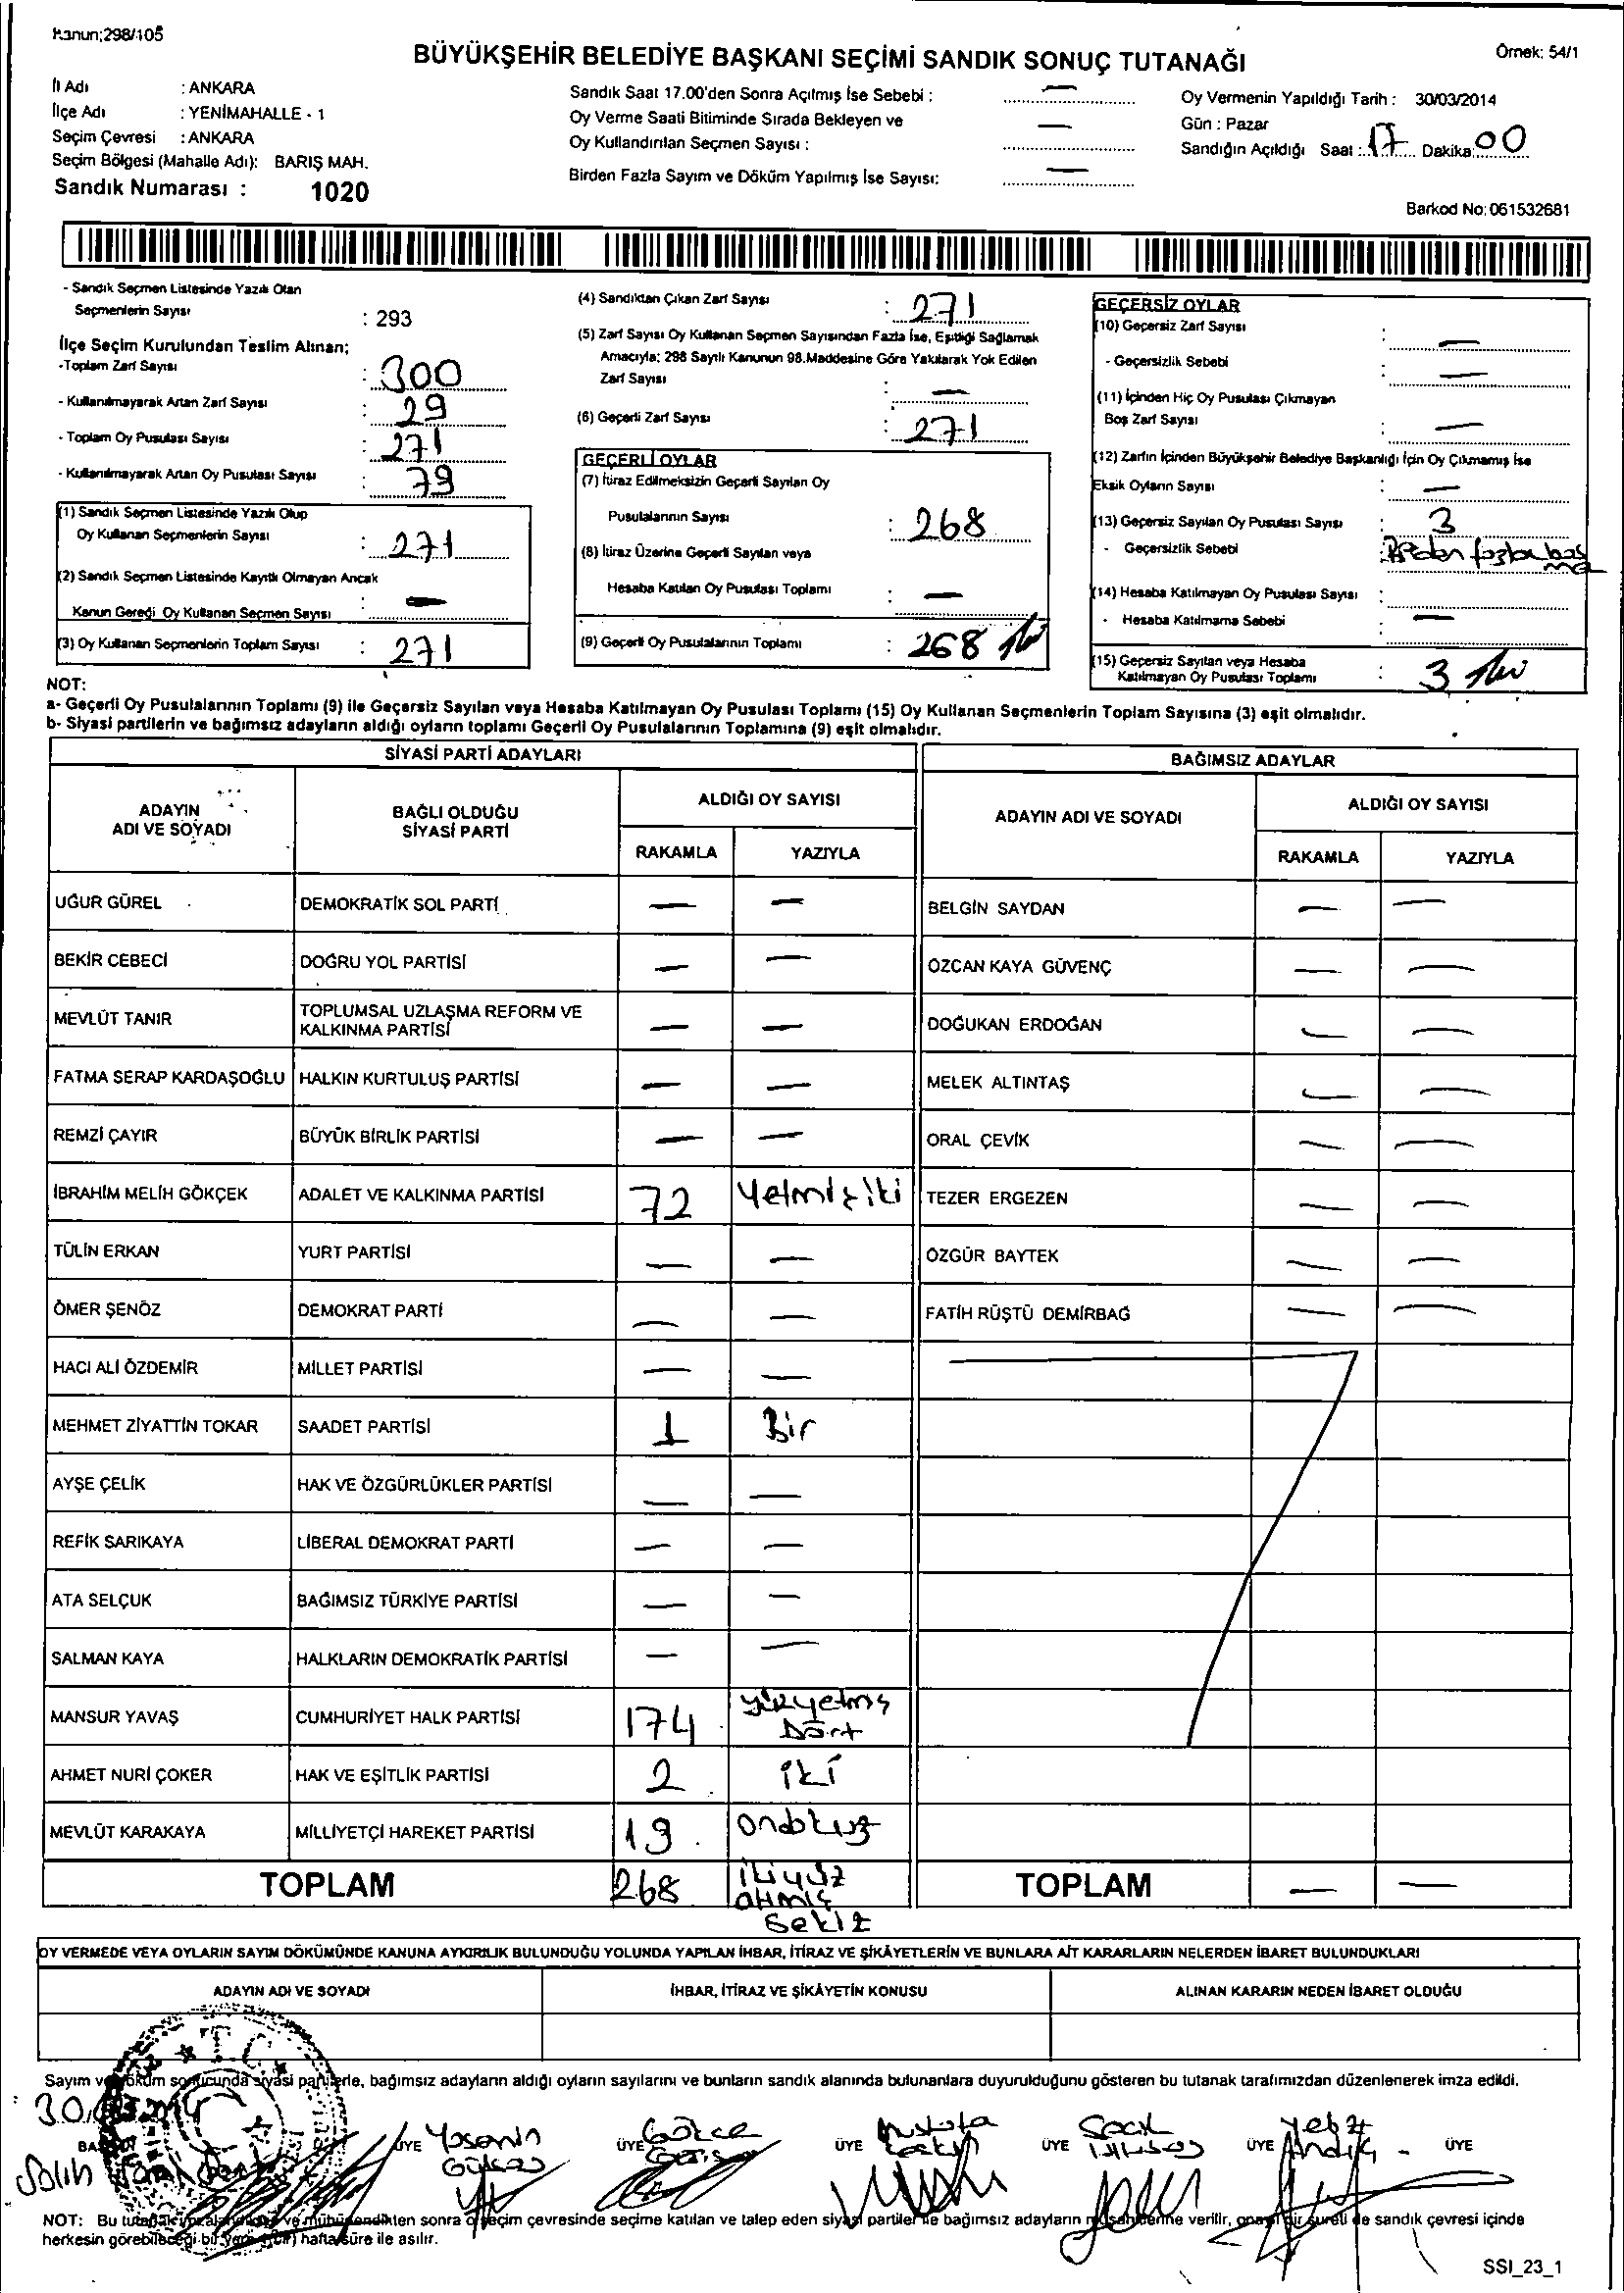 Kanun;298/105
BÜYÜKŞEHİR BELEDİYE BAŞKANI SEÇİMİ SANDIK SONUÇ TUTANAĞI
Örnek: 54/1
İl Adı : ANKARA
İlçe Adı : YENİMAHALLE - 1
Seçim Çevresi : ANKARA
Seçim Bölgesi (Mahalle Adı): BARIŞ MAH.
Sandık Numarası : 1020
Sandık Saat 17.00'den Sonra Açılmış İse Sebebi : —
Oy Verme Saati Bitiminde Sırada Bekleyen ve
Oy Kullandırılan Seçmen Sayısı : —
Birden Fazla Sayım ve Döküm Yapılmış İse Sayısı: —
Oy Vermenin Yapıldığı Tarih : 30/03/2014
Gün : Pazar
Sandığın Açıldığı Saat : 17 Dakika: 00
Barkod No: 061532681
- Sandık Seçmen Listesinde Yazılı Olan
Seçmenlerin Sayısı : 293
İlçe Seçim Kurulundan Teslim Alınan;
-Toplam Zarf Sayısı : 300
- Kullanılmayarak Artan Zarf Sayısı : 29
- Toplam Oy Pusulası Sayısı : 271
- Kullanılmayarak Artan Oy Pusulası Sayısı : 79
(1) Sandık Seçmen Listesinde Yazılı Olup
Oy Kullanan Seçmenlerin Sayısı : 271
(2) Sandık Seçmen Listesinde Kayıtlı Olmayan Ancak
Kanun Gereği Oy Kullanan Seçmen Sayısı : —
(3) Oy Kullanan Seçmenlerin Toplam Sayısı : 271
(4) Sandıktan Çıkan Zarf Sayısı : 271
(5) Zarf Sayısı Oy Kullanan Seçmen Sayısından Fazla İse, Eşitliği Sağlamak
Amacıyla; 298 Sayılı Kanunun 98.Maddesine Göre Yakılarak Yok Edilen
Zarf Sayısı : —
(6) Geçerli Zarf Sayısı : 271
GEÇERLİ OYLAR
(7) İtiraz Edilmeksizin Geçerli Sayılan Oy
Pusulalarının Sayısı : 268
(8) İtiraz Üzerine Geçerli Sayılan veya
Hesaba Katılan Oy Pusulası Toplamı : —
(9) Geçerli Oy Pusulalarının Toplamı : 268
GEÇERSİZ OYLAR
(10) Geçersiz Zarf Sayısı : —
- Geçersizlik Sebebi : —
(11) İçinden Hiç Oy Pusulası Çıkmayan
Boş Zarf Sayısı : —
(12) Zarfın İçinden Büyükşehir Belediye Başkanlığı İçin Oy Çıkmamış İse
Eksik Oyların Sayısı : —
(13) Geçersiz Sayılan Oy Pusulası Sayısı : 3
- Geçersizlik Sebebi : fazla bas
ma
(14) Hesaba Katılmayan Oy Pusulası Sayısı :
- Hesaba Katılmama Sebebi —
(15) Geçersiz Sayılan veya Hesaba
Katılmayan Oy Pusulası Toplamı : 3
NOT:
a- Geçerli Oy Pusulalarının Toplamı (9) ile Geçersiz Sayılan veya Hesaba Katılmayan Oy Pusulası Toplamı (15) Oy Kullanan Seçmenlerin Toplam Sayısına (3) eşit olmalıdır.
b- Siyasi partilerin ve bağımsız adayların aldığı oyların toplamı Geçerli Oy Pusulalarının Toplamına (9) eşit olmalıdır.
SİYASİ PARTİ ADAYLARI
ADAYIN ADI VE SOYADI
BAĞLI OLDUĞU SİYASİ PARTİ
ALDIĞI OY SAYISI
RAKAMLA YAZIYLA
UĞUR GÜREL DEMOKRATİK SOL PARTİ — —
BEKİR CEBECİ DOĞRU YOL PARTİSİ — —
MEVLÜT TANIR TOPLUMSAL UZLAŞMA REFORM VE KALKINMA PARTİSİ — —
FATMA SERAP KARDAŞOĞLU HALKIN KURTULUŞ PARTİSİ — —
REMZİ ÇAYIR BÜYÜK BİRLİK PARTİSİ — —
İBRAHİM MELİH GÖKÇEK ADALET VE KALKINMA PARTİSİ 72 Yetmişiki
TÜLİN ERKAN YURT PARTİSİ — —
ÖMER ŞENÖZ DEMOKRAT PARTİ — —
HACI ALİ ÖZDEMİR MİLLET PARTİSİ — —
MEHMET ZİYATTİN TOKAR SAADET PARTİSİ 1 Bir
AYŞE ÇELİK HAK VE ÖZGÜRLÜKLER PARTİSİ — —
REFİK SARIKAYA LİBERAL DEMOKRAT PARTİ — —
ATA SELÇUK BAĞIMSIZ TÜRKİYE PARTİSİ — —
SALMAN KAYA HALKLARIN DEMOKRATİK PARTİSİ — —
MANSUR YAVAŞ CUMHURİYET HALK PARTİSİ 174 yüzyetmiş Dört
AHMET NURİ ÇOKER HAK VE EŞİTLİK PARTİSİ 2 iki
MEVLÜT KARAKAYA MİLLİYETÇİ HAREKET PARTİSİ 19 ondokuz
TOPLAM 268 ikiyüz altmış sekiz
BAĞIMSIZ ADAYLAR
ADAYIN ADI VE SOYADI
ALDIĞI OY SAYISI
RAKAMLA YAZIYLA
BELGİN SAYDAN — —
ÖZCAN KAYA GÜVENÇ — —
DOĞUKAN ERDOĞAN — —
MELEK ALTINTAŞ — —
ORAL ÇEVİK — —
TEZER ERGEZEN — —
ÖZGÜR BAYTEK — —
FATİH RÜŞTÜ DEMİRBAĞ — —
TOPLAM — —
OY VERMEDE VEYA OYLARIN SAYIM DÖKÜMÜNDE KANUNA AYKIRILIK BULUNDUĞU YOLUNDA YAPILAN İHBAR, İTİRAZ VE ŞİKÂYETLERİN VE BUNLARA AİT KARARLARIN NELERDEN İBARET BULUNDUKLARI
ADAYIN ADI VE SOYADI
İHBAR, İTİRAZ VE ŞİKÂYETİN KONUSU
ALINAN KARARIN NEDEN İBARET OLDUĞU
T.C.
Sayım ve döküm sonucunda siyasi partilerle, bağımsız adayların aldığı oyların sayılarını ve bunların sandık alanında bulunanlara duyurulduğunu gösteren bu tutanak tarafımızdan düzenlenerek imza edildi.
BAŞKAN ÜYE ÜYE ÜYE ÜYE ÜYE ÜYE
Salih
Yasemin
Gökçe
Mustafa
NOT: Bu tutanak ve mühürlendikten sonra o seçim çevresinde seçime katılan ve talep eden siyasi partiler ile bağımsız adayların müşahitlerine verilir, onaylı bir sureti de sandık çevresi içinde
herkesin görebileceği bir yere (bir) hafta süre ile asılır.
SSI_23_1